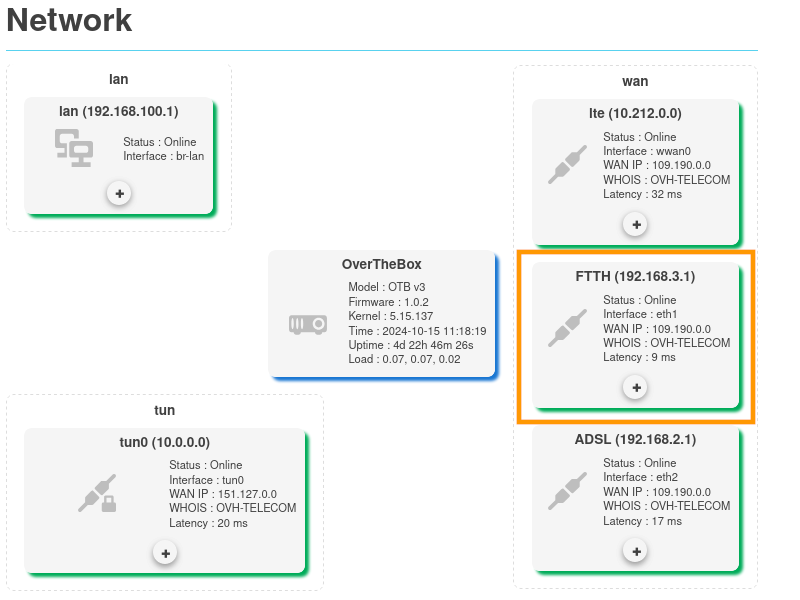 Network
lan
lan (192.168.100.1)
Status : Online
Interface : br-lan
+
wan
lte (10.212.0.0)
Status : Online
Interface : wwan0
WAN IP : 109.190.0.0
WHOIS : OVH-TELECOM
Latency : 32 ms
+
OverTheBox
Model : OTB v3
Firmware : 1.0.2
Kernel : 5.15.137
Time : 2024-10-15 11:18:19
Uptime : 4d 22h 46m 26s
Load : 0.07, 0.07, 0.02
FTTH (192.168.3.1)
Status : Online
Interface : eth1
WAN IP : 109.190.0.0
WHOIS : OVH-TELECOM
Latency : 9 ms
+
tun
tun0 (10.0.0.0)
Status : Online
Interface : tun0
WAN IP : 151.127.0.0
WHOIS : OVH-TELECOM
Latency : 20 ms
+
ADSL (192.168.2.1)
Status : Online
Interface : eth2
WAN IP : 109.190.0.0
WHOIS : OVH-TELECOM
Latency : 17 ms
+